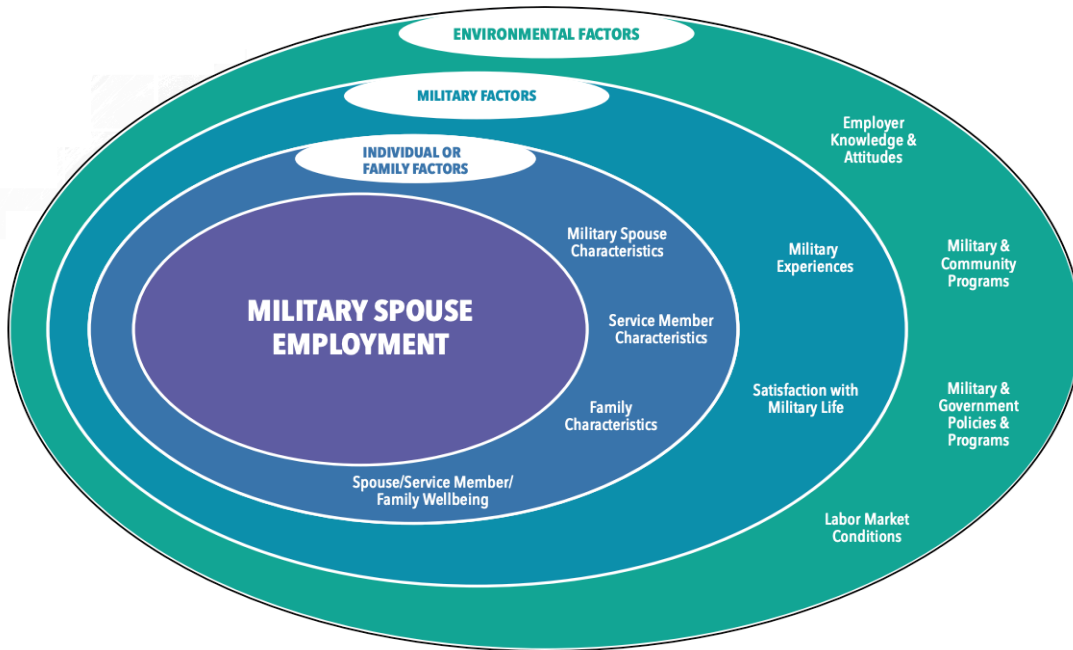 ENVIRONMENTAL FACTORS
MILITARY FACTORS
INDIVIDUAL OR
FAMILY FACTORS
MILITARY SPOUSE
EMPLOYMENT
Military Spouse
Characteristics
Service Member
Characteristics
Family
Characteristics
Spouse/Service Member/
Family Wellbeing
Military
Experiences
Satisfaction with
Military Life
Employer
Knowledge &
Attitudes
Military &
Community
Programs
Military &
Government
Policies &
Programs
Labor Market
Conditions